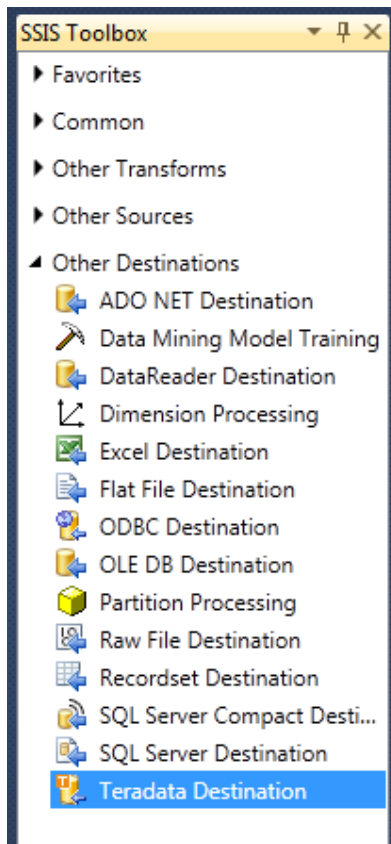 SSIS Toolbox
Favorites
Common
Other Transforms
Other Sources
Other Destinations
ADO NET Destination
Data Mining Model Training
DataReader Destination
Dimension Processing
Excel Destination
Flat File Destination
ODBC Destination
OLE DB Destination
Partition Processing
Raw File Destination
Recordset Destination
SQL Server Compact Desti...
SQL Server Destination
Teradata Destination